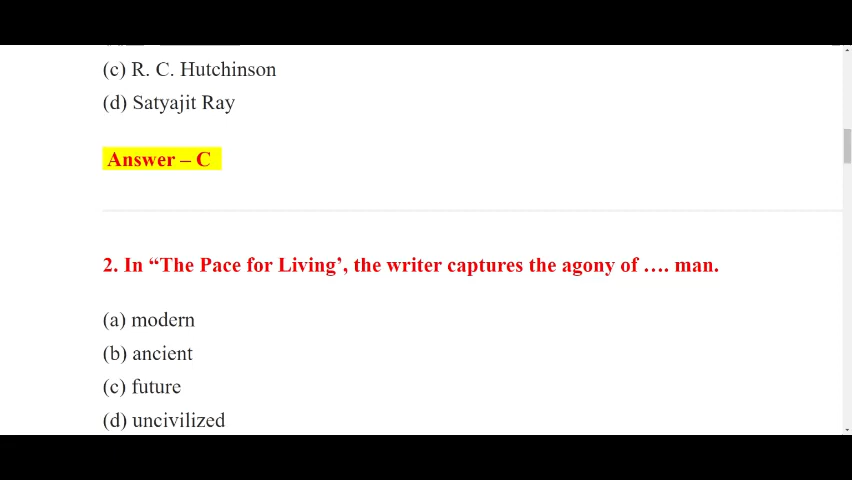 (c) R. C. Hutchinson
(d) Satyajit Ray
Answer – C
2. In “The Pace for Living’, the writer captures the agony of …. man.
(a) modern
(b) ancient
(c) future
(d) uncivilized